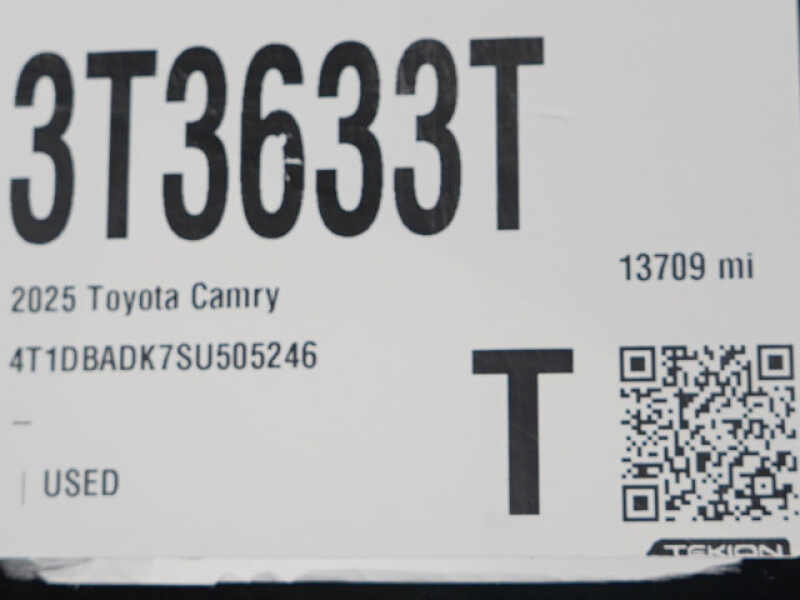 3T3633T
13709 mi
2025 Toyota Camry
4T1DBADK7SU505246
T
–
USED
TEKION